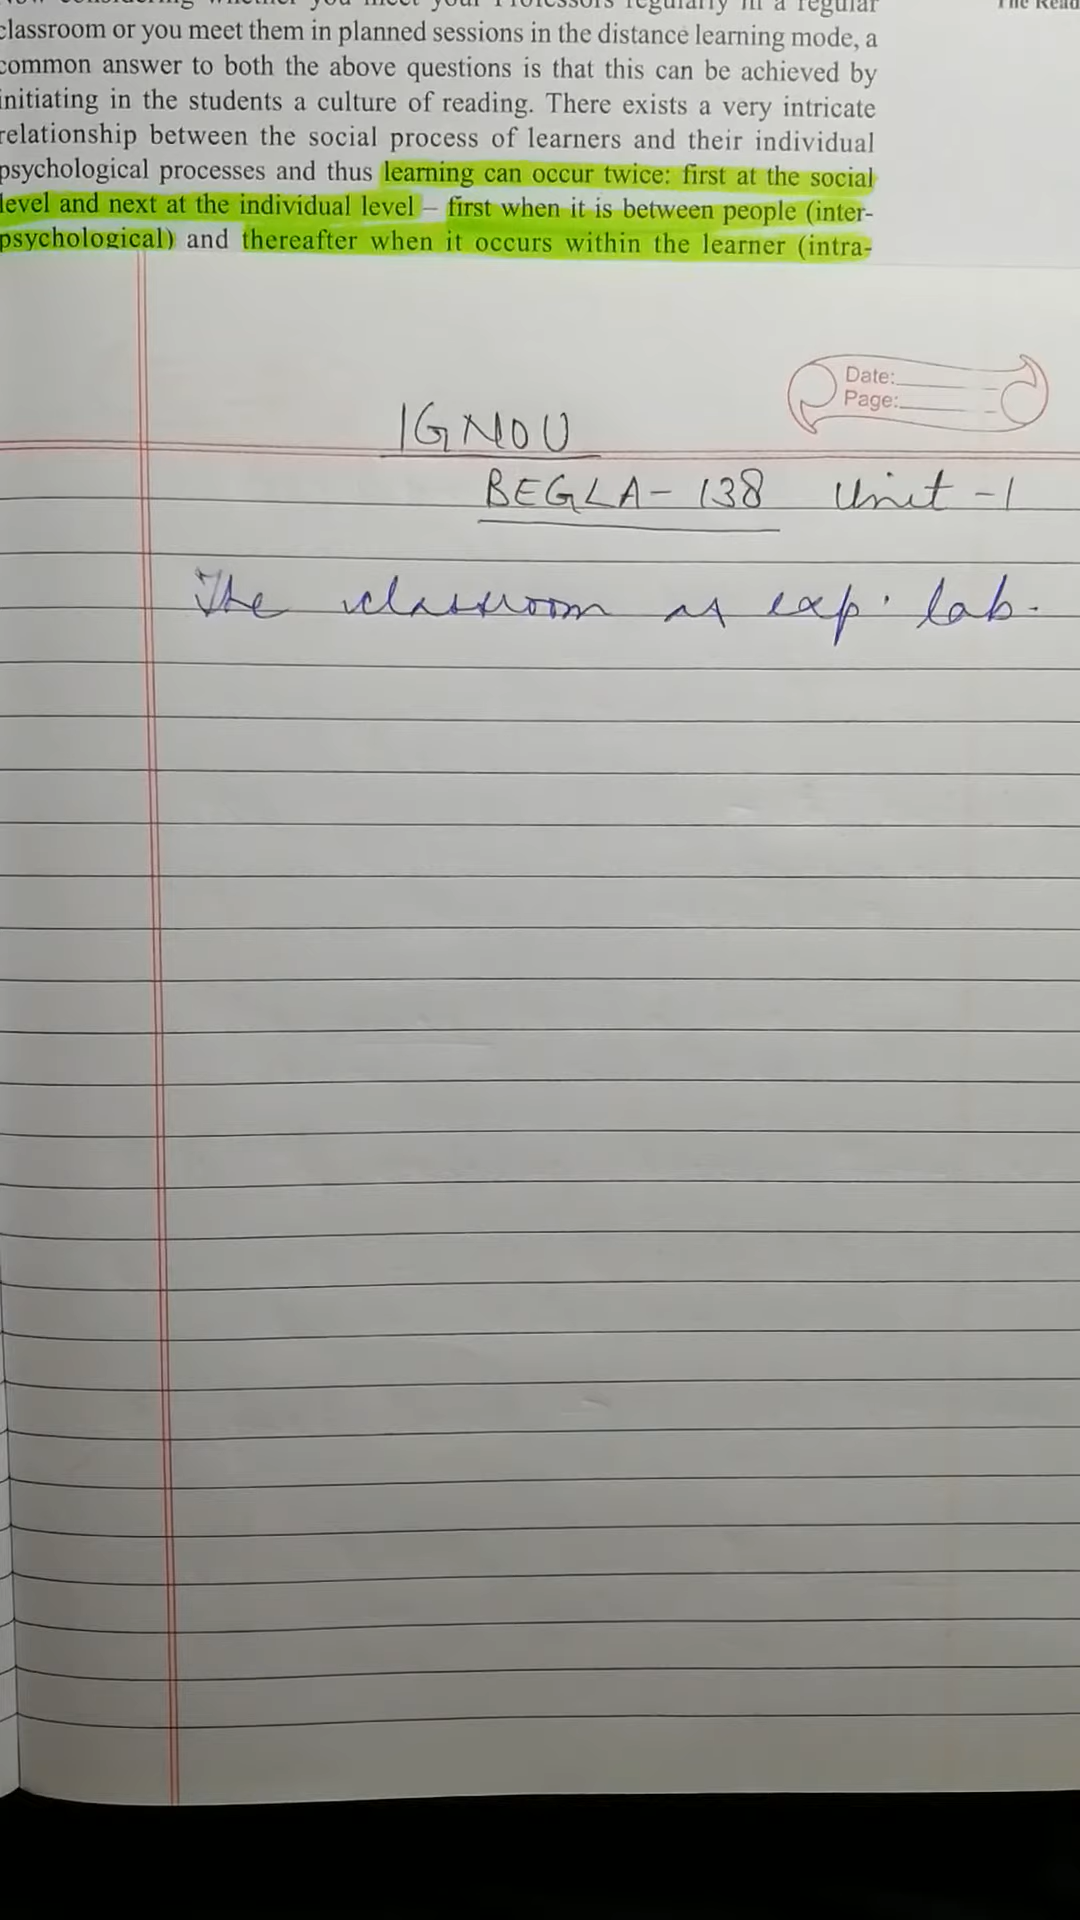 The Read
classroom or you meet them in planned sessions in the distance learning mode, a
common answer to both the above questions is that this can be achieved by
initiating in the students a culture of reading. There exists a very intricate
relationship between the social process of learners and their individual
psychological processes and thus learning can occur twice: first at the social
level and next at the individual level – first when it is between people (inter-
psychological) and thereafter when it occurs within the learner (intra-
Date:
Page:
IGNOU
BEGLA-138 Unit-1
The classroom as exp. lab.